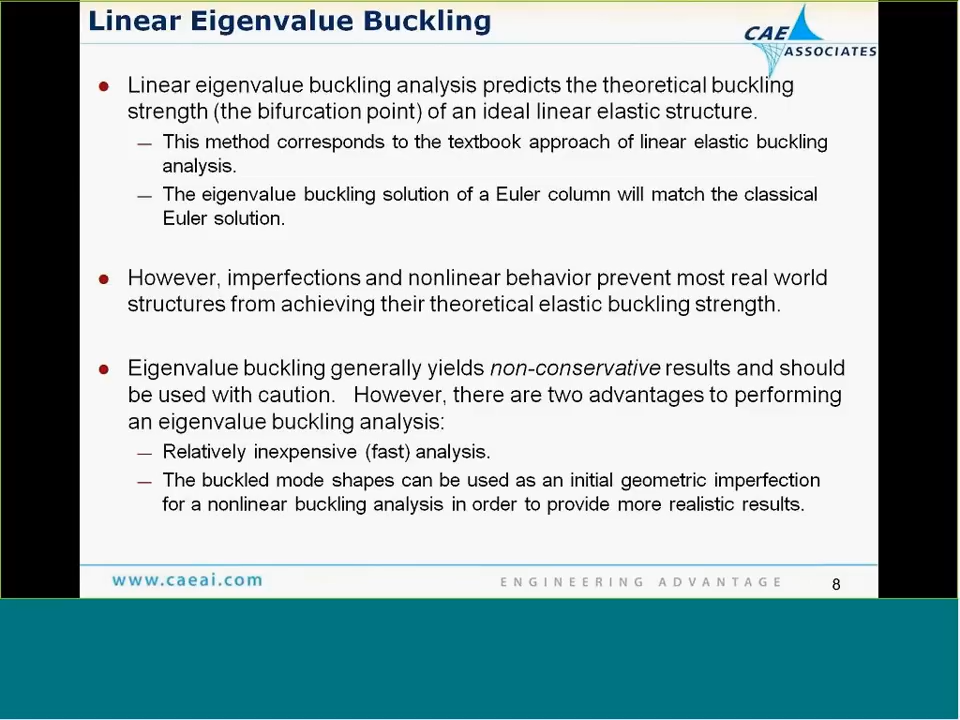 Linear Eigenvalue Buckling
CAE
ASSOCIATES
● Linear eigenvalue buckling analysis predicts the theoretical buckling
strength (the bifurcation point) of an ideal linear elastic structure.
— This method corresponds to the textbook approach of linear elastic buckling
analysis.
— The eigenvalue buckling solution of a Euler column will match the classical
Euler solution.
● However, imperfections and nonlinear behavior prevent most real world
structures from achieving their theoretical elastic buckling strength.
● Eigenvalue buckling generally yields non-conservative results and should
be used with caution. However, there are two advantages to performing
an eigenvalue buckling analysis:
— Relatively inexpensive (fast) analysis.
— The buckled mode shapes can be used as an initial geometric imperfection
for a nonlinear buckling analysis in order to provide more realistic results.
www.caeai.com
ENGINEERING ADVANTAGE
8